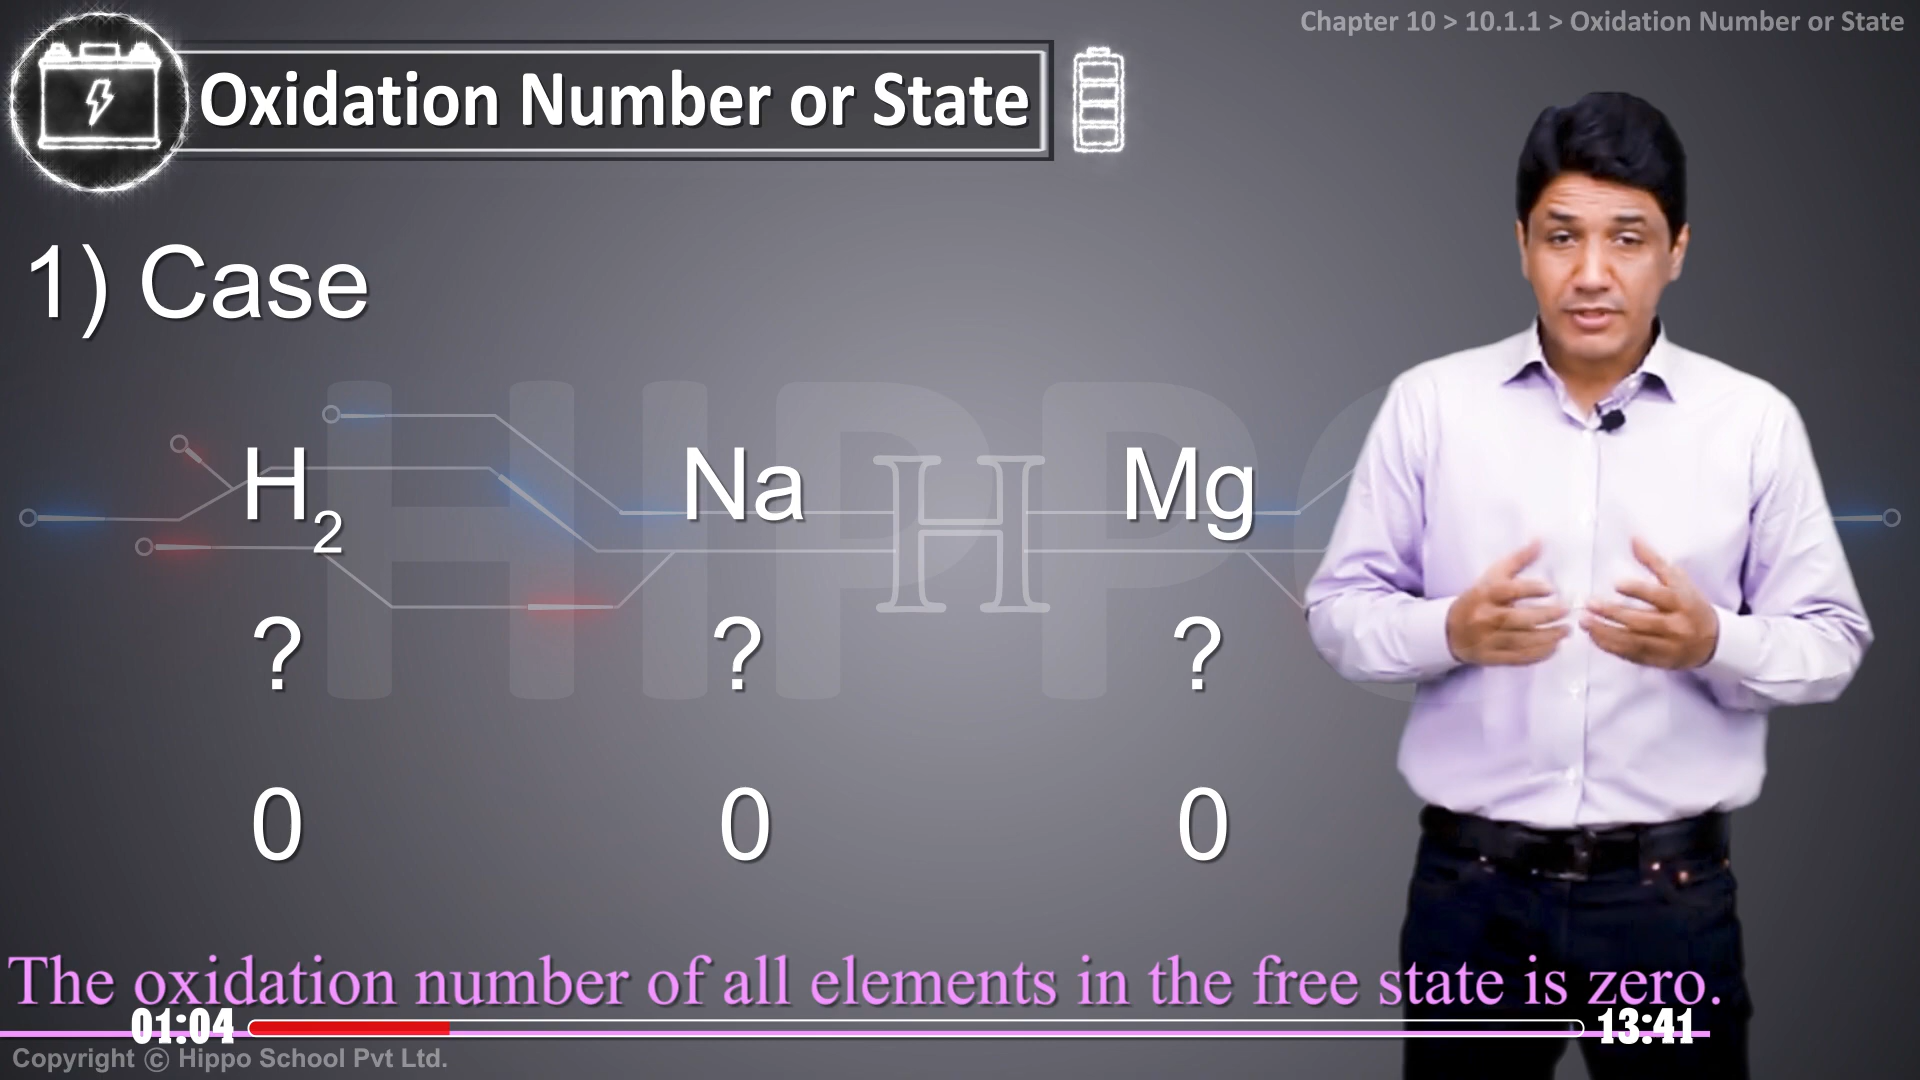 Chapter 10 > 10.1.1 > Oxidation Number or State
Oxidation Number or State
1) Case
H₂ Na Mg
? ? ?
0 0 0
HIPPO
H
The oxidation number of all elements in the free state is zero.
01:04 13:41
Copyright © Hippo School Pvt Ltd.